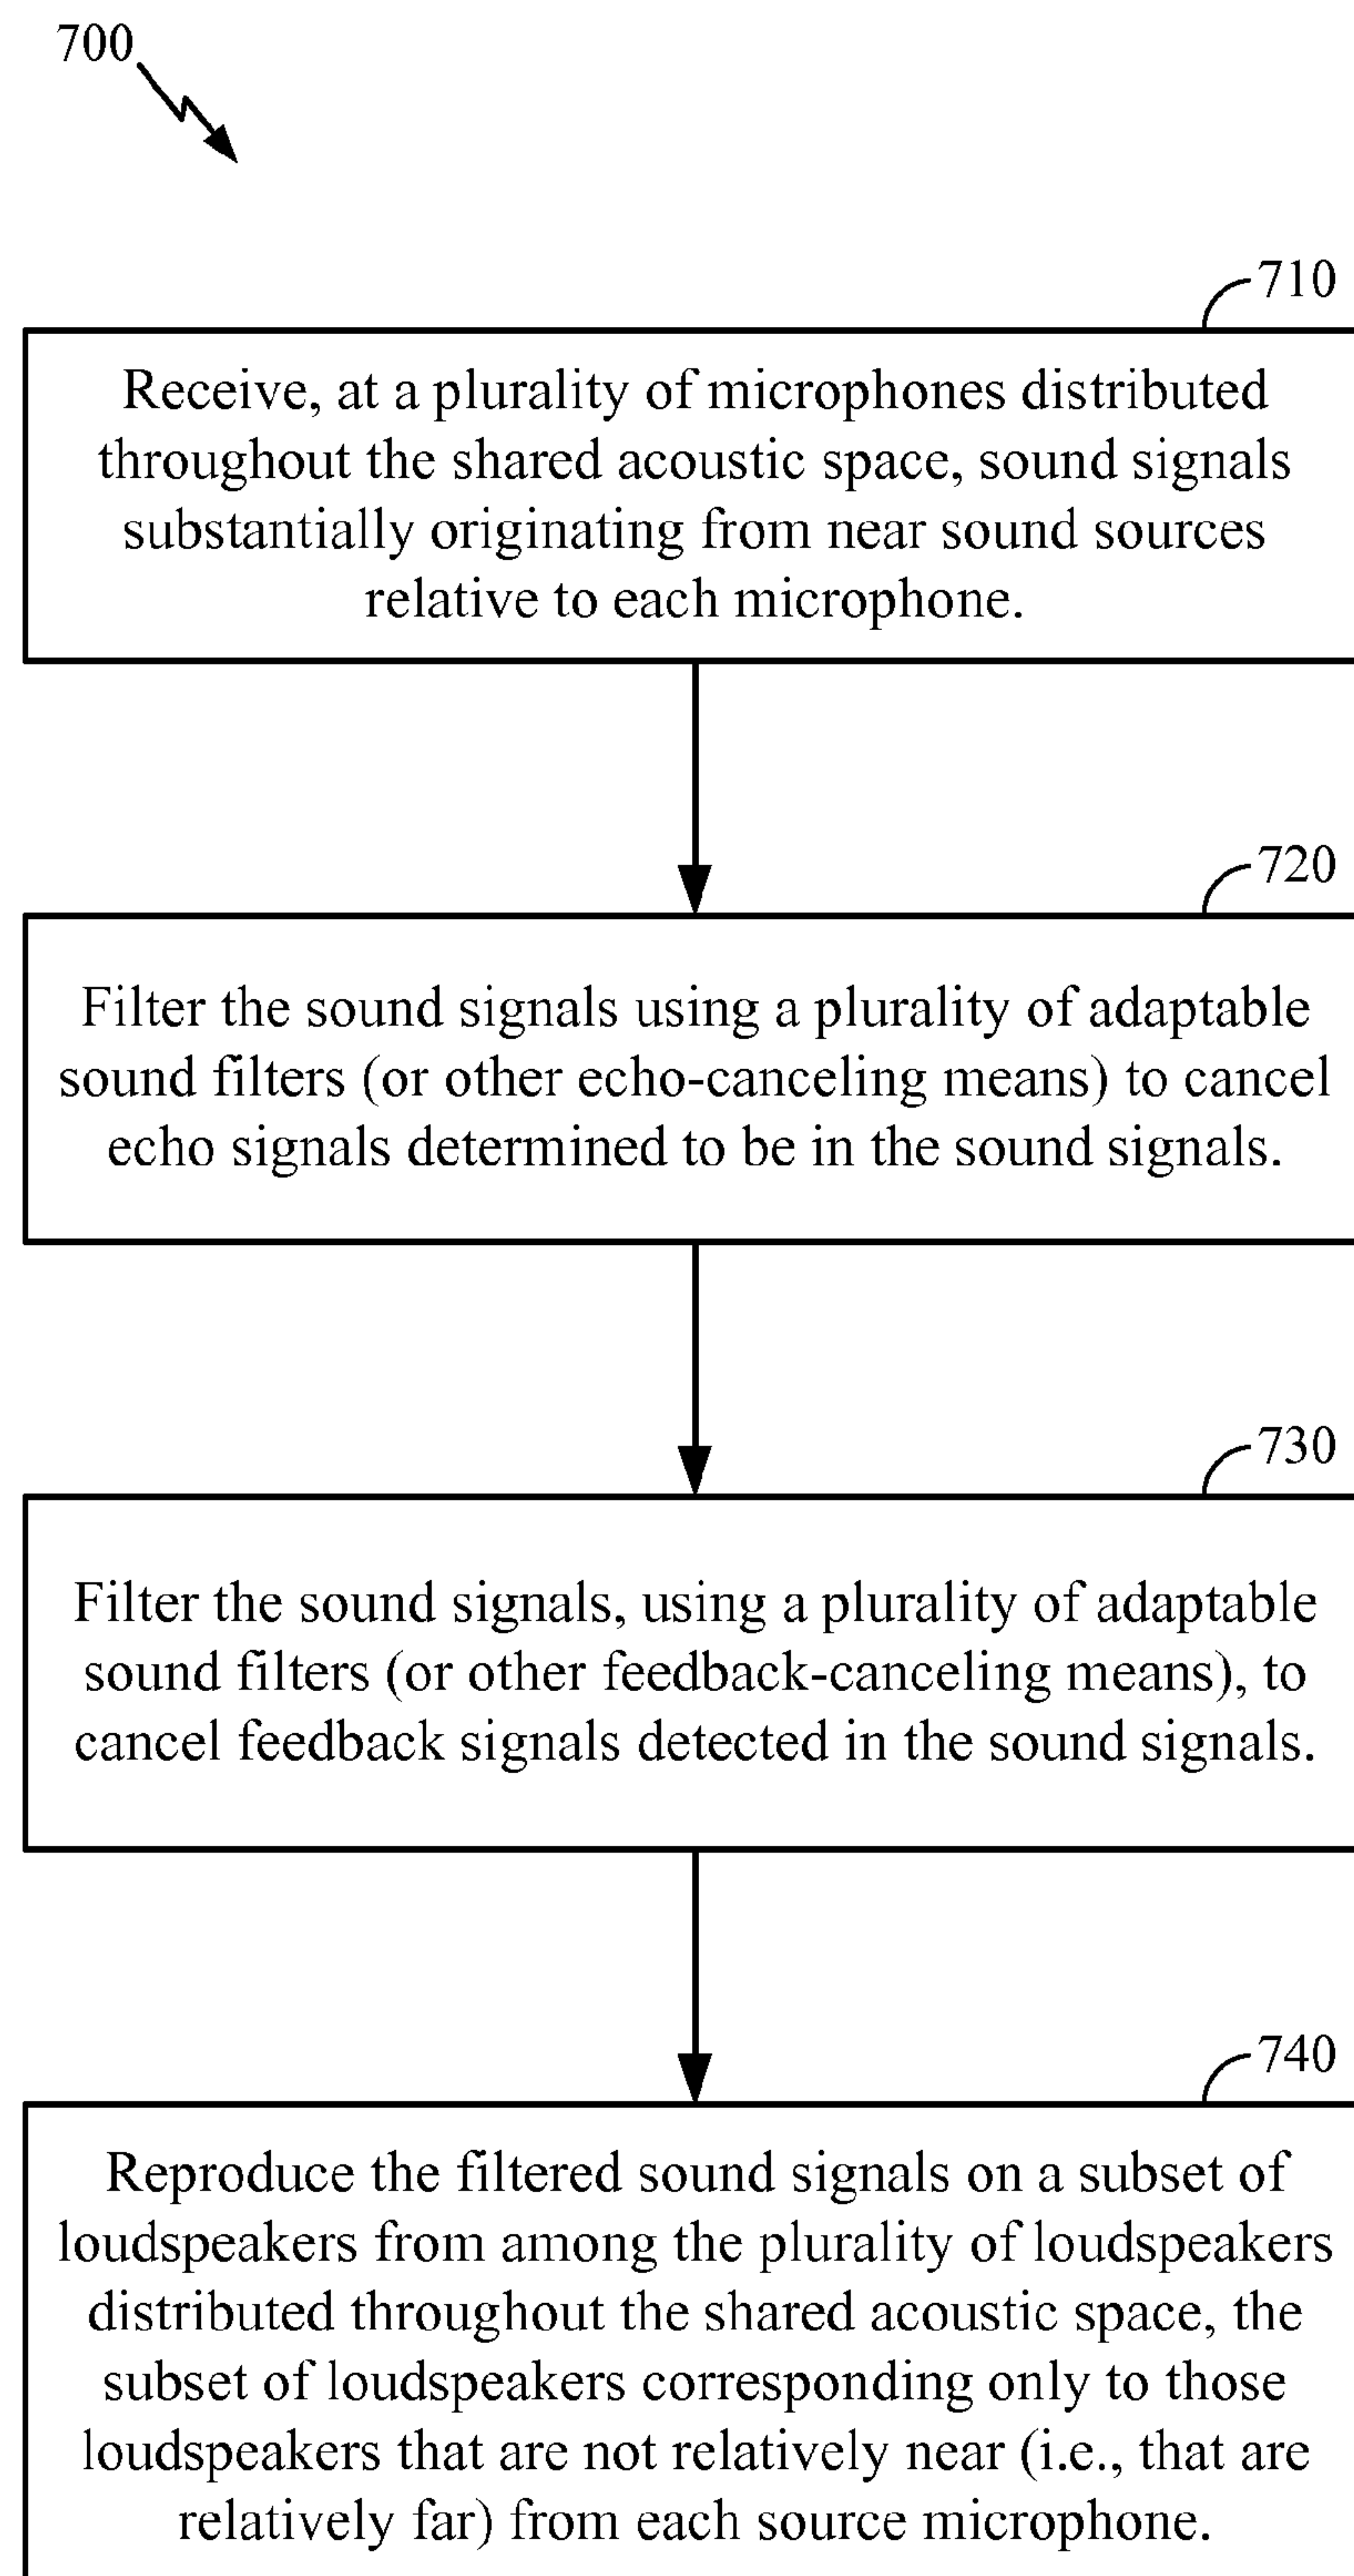 700
710
Receive, at a plurality of microphones distributed
throughout the shared acoustic space, sound signals
substantially originating from near sound sources
relative to each microphone.
720
Filter the sound signals using a plurality of adaptable
sound filters (or other echo-canceling means) to cancel
echo signals determined to be in the sound signals.
730
Filter the sound signals, using a plurality of adaptable
sound filters (or other feedback-canceling means), to
cancel feedback signals detected in the sound signals.
740
Reproduce the filtered sound signals on a subset of
loudspeakers from among the plurality of loudspeakers
distributed throughout the shared acoustic space, the
subset of loudspeakers corresponding only to those
loudspeakers that are not relatively near (i.e., that are
relatively far) from each source microphone.